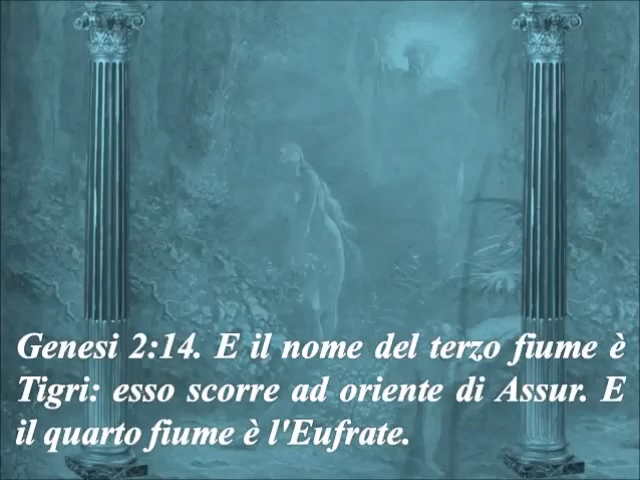 Genesi 2:14. E il nome del terzo fiume è
Tigri: esso scorre ad oriente di Assur. E
il quarto fiume è l'Eufrate.